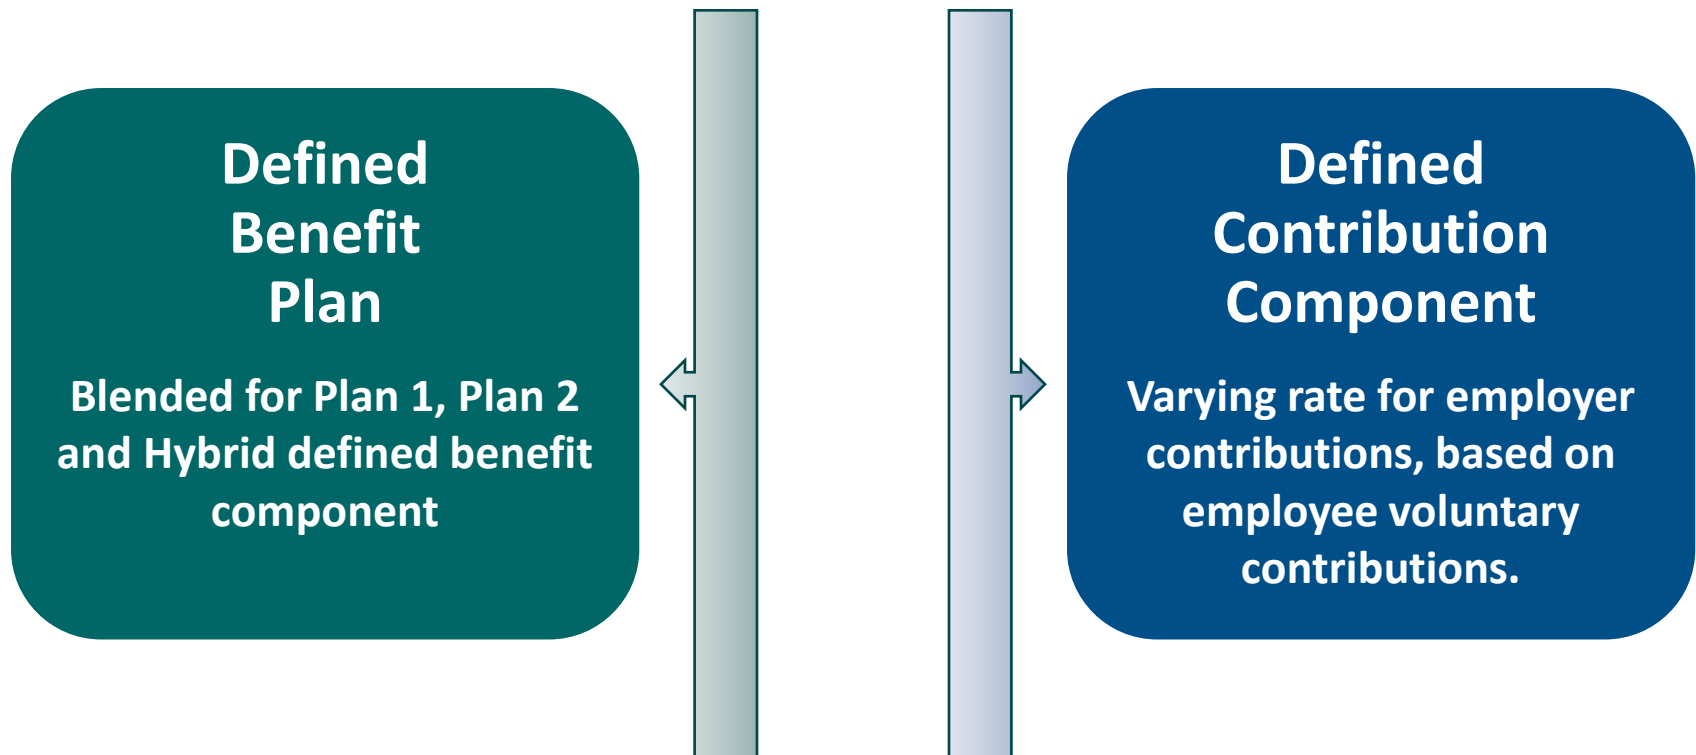 Defined
Benefit
Plan
Blended for Plan 1, Plan 2
and Hybrid defined benefit
component
Defined
Contribution
Component
Varying rate for employer
contributions, based on
employee voluntary
contributions.